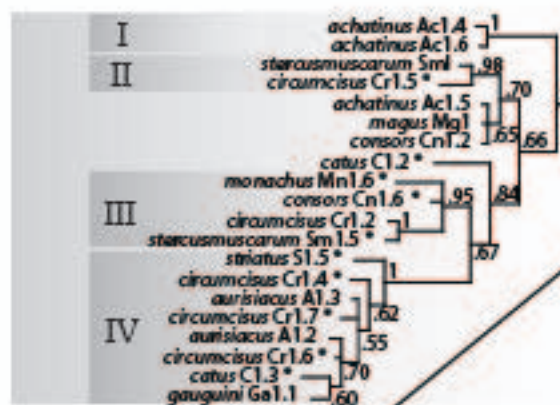 I
II
III
IV
achatinus Ac1.4
achatinus Ac1.6
stercusmuscarum SmI
circumcisus Cr1.5 *
achatinus Ac1.5
magus Mg1
consors Cn1.2
catus C1.2 *
monachus Mn1.6 *
consors Cn1.6 *
circumcisus Cr1.2
stercusmuscarum Sm1.5 *
striatus S1.5 *
circumcisus Cr1.4 *
aurisiacus A1.3
circumcisus Cr1.7 *
aurisiacus A1.2
circumcisus Cr1.6 *
catus C1.3 *
gauguini Ga1.1
1
.98
.70
.65
.66
.84
.95
1
.67
1
.62
.55
.70
.60